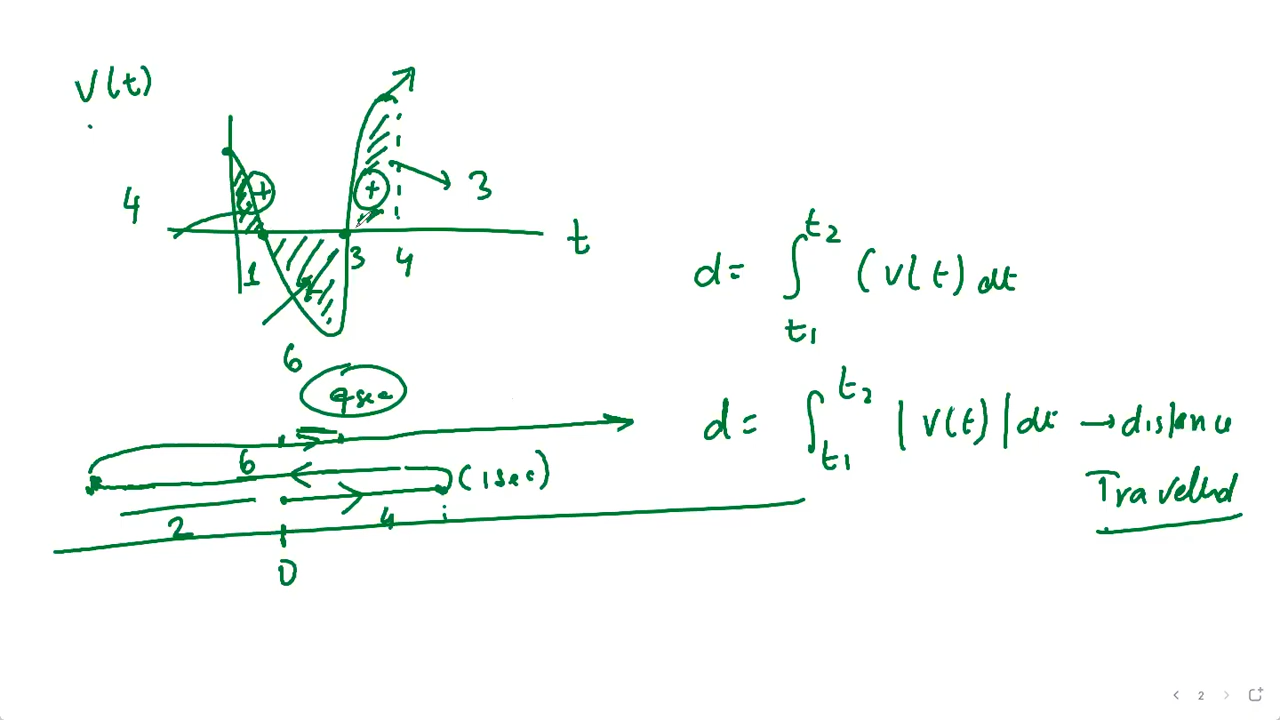 V(t)
4
+
+
3
t
1
3
4
6
4sec
6
(1sec)
2
4
0
d = ∫ t2 t1 (V(t) dt
d = ∫ t2 t1 |V(t)| dt → distance
Travelled
2